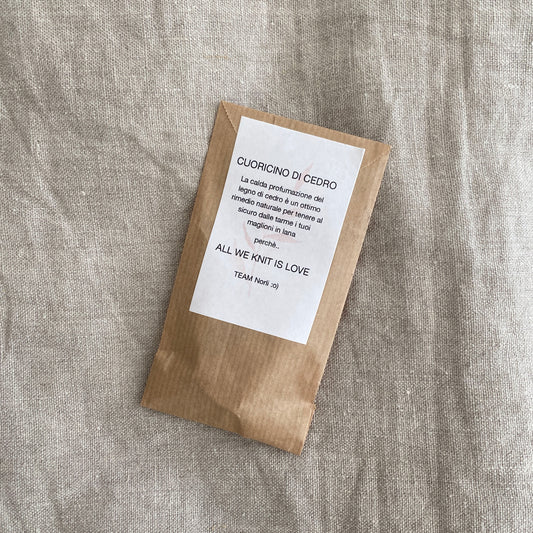 CUORICINO DI CEDRO
La calda profumazione del
legno di cedro è un ottimo
rimedio naturale per tenere al
sicuro dalle tarme i tuoi
maglioni in lana
perchè..
ALL WE KNIT IS LOVE
TEAM Norli :o)